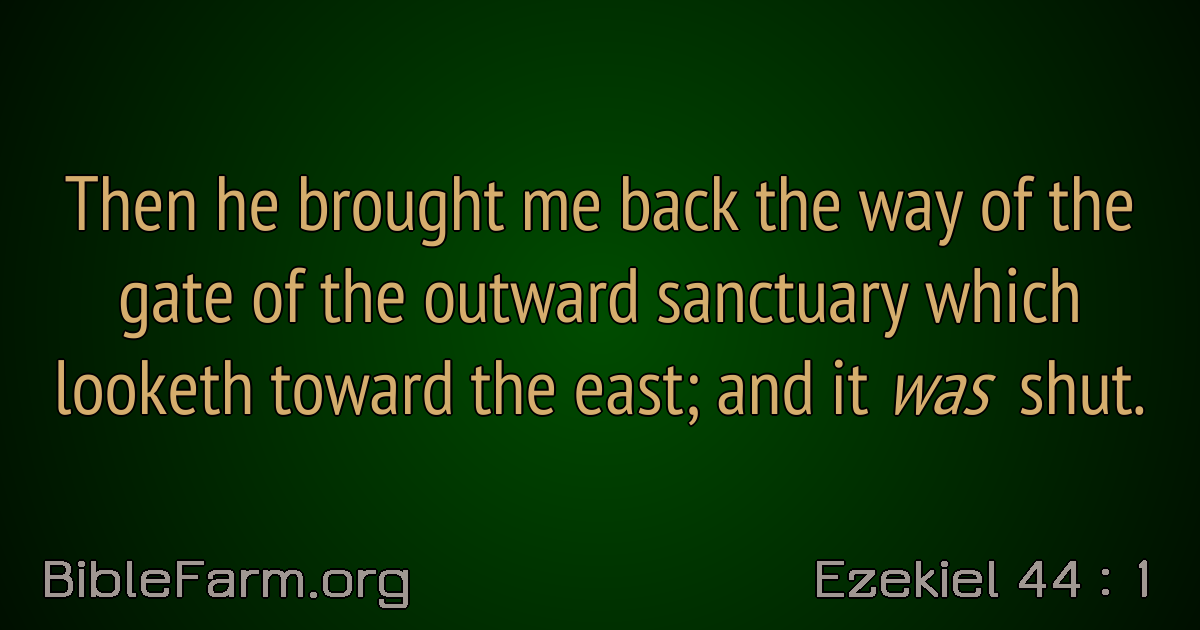 Then he brought me back the way of the
gate of the outward sanctuary which
looketh toward the east; and it was shut.
BibleFarm.org
Ezekiel 44 : 1